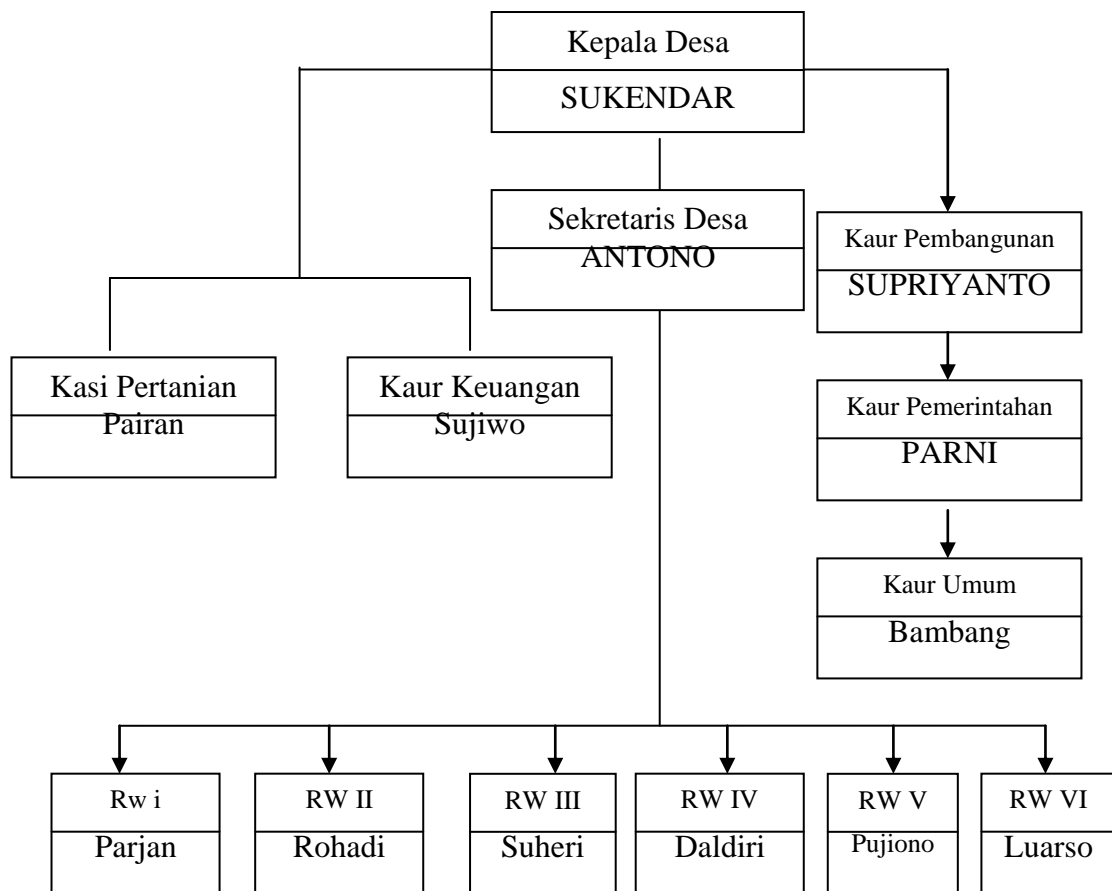 Kepala Desa
SUKENDAR
Sekretaris Desa
ANTONO
Kaur Pembangunan
SUPRIYANTO
Kasi Pertanian
Pairan
Kaur Keuangan
Sujiwo
Kaur Pemerintahan
PARNI
Kaur Umum
Bambang
Rw i
Parjan
RW II
Rohadi
RW III
Suheri
RW IV
Daldiri
RW V
Pujiono
RW VI
Luarso